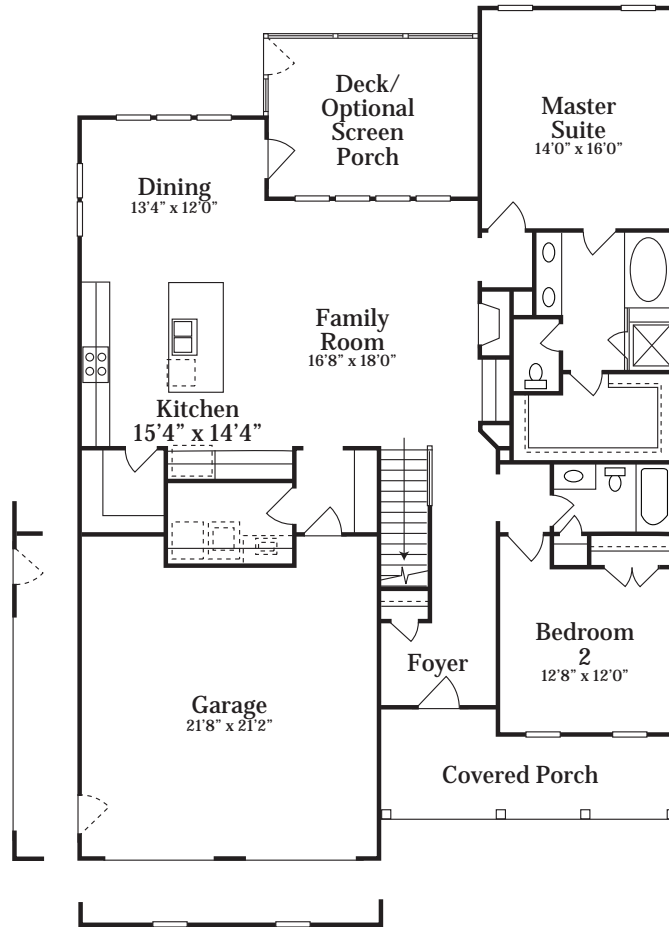 Deck/
Optional
Screen
Porch
Master
Suite
14’0” x 16’0”
Dining
13’4” x 12’0”
Family
Room
16’8” x 18’0”
Kitchen
15’4” x 14’4”
Bedroom
2
12’8” x 12’0”
Foyer
Garage
21’8” x 21’2”
Covered Porch